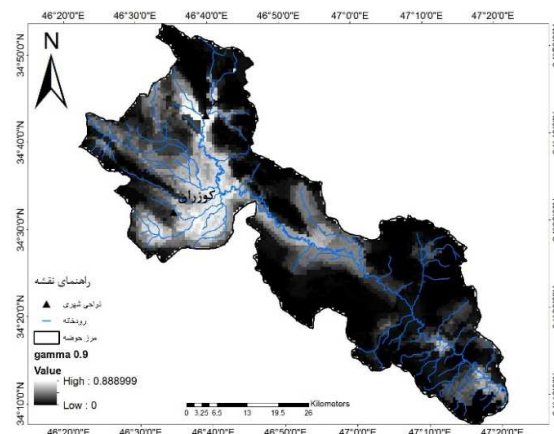 46°20'0"E 46°30'0"E 46°40'0"E 46°50'0"E 47°0'0"E 47°10'0"E 47°20'0"E
N
34°50'0"N
34°40'0"N
34°30'0"N
34°20'0"N
34°10'0"N
کوزران
راهنمای نقشه
نواحی شهری
رودخانه
مرز حوضه
gamma 0.9
Value
High : 0.888999
Low : 0
Kilometers
0 3.25 6.5 13 19.5 26
46°20'0"E 46°30'0"E 46°40'0"E 46°50'0"E 47°0'0"E 47°10'0"E 47°20'0"E